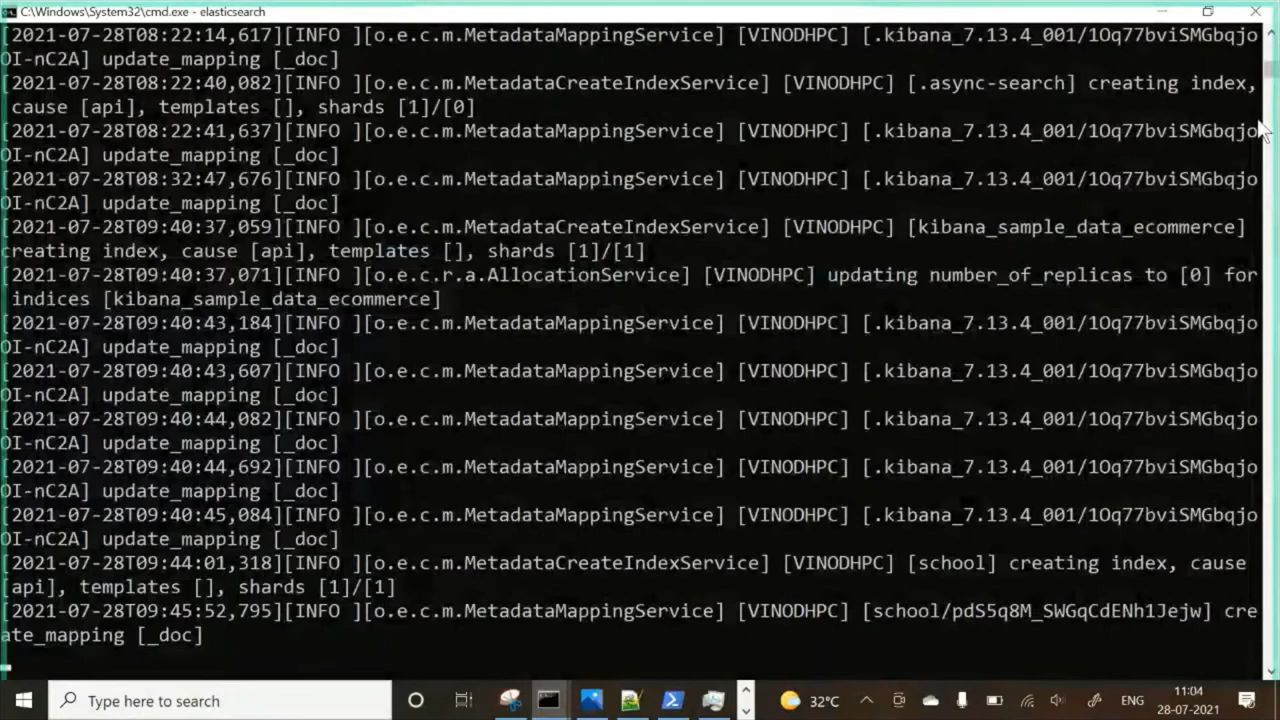 C:\Windows\System32\cmd.exe - elasticsearch
[2021-07-28T08:22:14,617][INFO ][o.e.c.m.MetadataMappingService] [VINODHPC] [.kibana_7.13.4_001/1Oq77bviSMGbqjo
OI-nC2A] update_mapping [_doc]
[2021-07-28T08:22:40,082][INFO ][o.e.c.m.MetadataCreateIndexService] [VINODHPC] [.async-search] creating index,
cause [api], templates [], shards [1]/[0]
[2021-07-28T08:22:41,637][INFO ][o.e.c.m.MetadataMappingService] [VINODHPC] [.kibana_7.13.4_001/1Oq77bviSMGbqjo
OI-nC2A] update_mapping [_doc]
[2021-07-28T08:32:47,676][INFO ][o.e.c.m.MetadataMappingService] [VINODHPC] [.kibana_7.13.4_001/1Oq77bviSMGbqjo
OI-nC2A] update_mapping [_doc]
[2021-07-28T09:40:37,059][INFO ][o.e.c.m.MetadataCreateIndexService] [VINODHPC] [kibana_sample_data_ecommerce]
creating index, cause [api], templates [], shards [1]/[1]
[2021-07-28T09:40:37,071][INFO ][o.e.c.r.a.AllocationService] [VINODHPC] updating number_of_replicas to [0] for
indices [kibana_sample_data_ecommerce]
[2021-07-28T09:40:43,184][INFO ][o.e.c.m.MetadataMappingService] [VINODHPC] [.kibana_7.13.4_001/1Oq77bviSMGbqjo
OI-nC2A] update_mapping [_doc]
[2021-07-28T09:40:43,607][INFO ][o.e.c.m.MetadataMappingService] [VINODHPC] [.kibana_7.13.4_001/1Oq77bviSMGbqjo
OI-nC2A] update_mapping [_doc]
[2021-07-28T09:40:44,082][INFO ][o.e.c.m.MetadataMappingService] [VINODHPC] [.kibana_7.13.4_001/1Oq77bviSMGbqjo
OI-nC2A] update_mapping [_doc]
[2021-07-28T09:40:44,692][INFO ][o.e.c.m.MetadataMappingService] [VINODHPC] [.kibana_7.13.4_001/1Oq77bviSMGbqjo
OI-nC2A] update_mapping [_doc]
[2021-07-28T09:40:45,084][INFO ][o.e.c.m.MetadataMappingService] [VINODHPC] [.kibana_7.13.4_001/1Oq77bviSMGbqjo
OI-nC2A] update_mapping [_doc]
[2021-07-28T09:44:01,318][INFO ][o.e.c.m.MetadataCreateIndexService] [VINODHPC] [school] creating index, cause
[api], templates [], shards [1]/[1]
[2021-07-28T09:45:52,795][INFO ][o.e.c.m.MetadataMappingService] [VINODHPC] [school/pdS5q8M_SWGqCdENh1Jejw] cre
ate_mapping [_doc]
Type here to search
32°C
ENG
11:04
28-07-2021